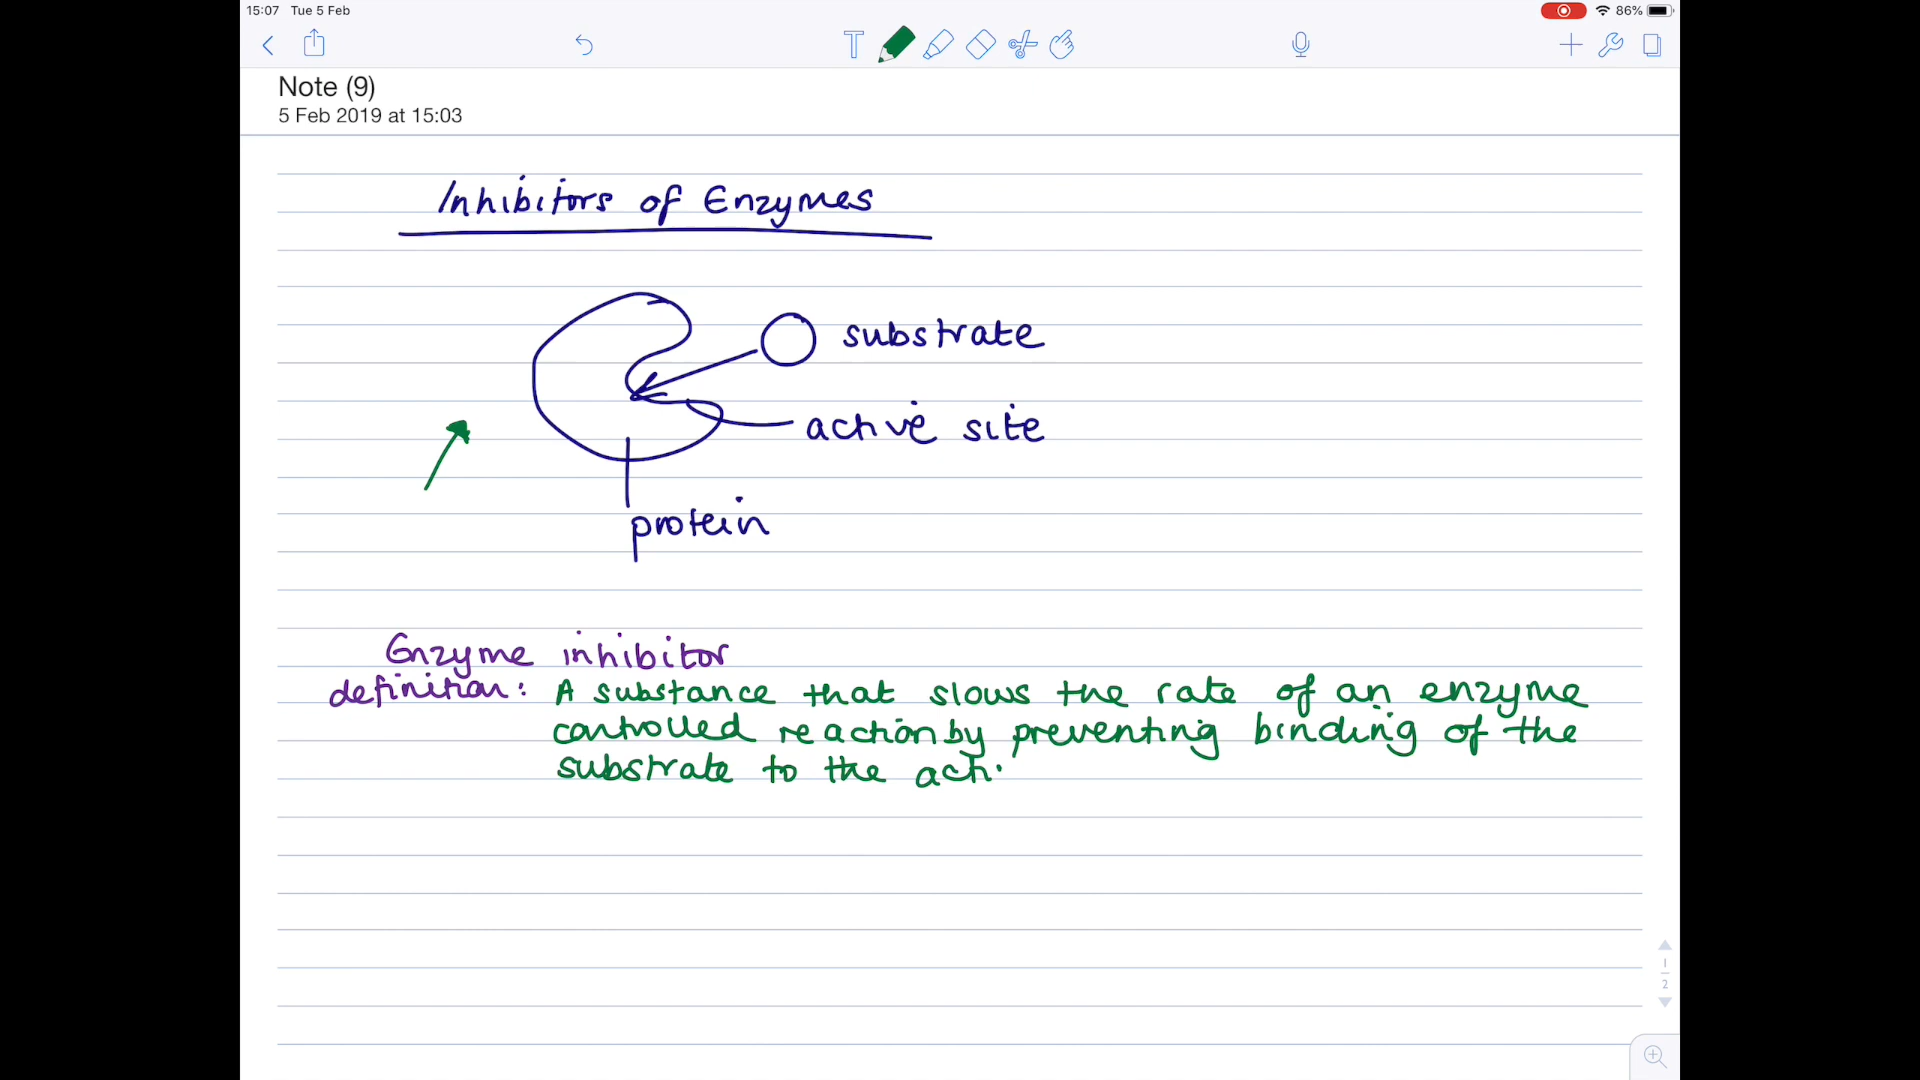 15:07 Tue 5 Feb
86%
T
Note (9)
5 Feb 2019 at 15:03
Inhibitors of Enzymes
substrate
active site
protein
Enzyme inhibitor
definition: A substance that slows the rate of an enzyme
controlled reaction by preventing binding of the
substrate to the acti
1
2